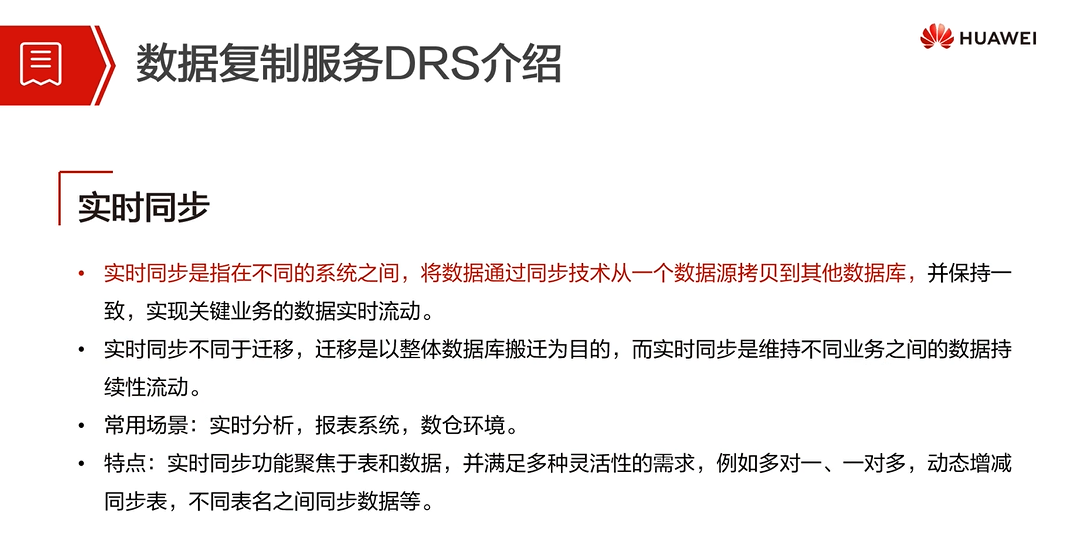 数据复制服务DRS介绍
HUAWEI
实时同步
• 实时同步是指在不同的系统之间，将数据通过同步技术从一个数据源拷贝到其他数据库，并保持一
致，实现关键业务的数据实时流动。
• 实时同步不同于迁移，迁移是以整体数据库搬迁为目的，而实时同步是维持不同业务之间的数据持
续性流动。
• 常用场景：实时分析，报表系统，数仓环境。
• 特点：实时同步功能聚焦于表和数据，并满足多种灵活性的需求，例如多对一、一对多，动态增减
同步表，不同表名之间同步数据等。